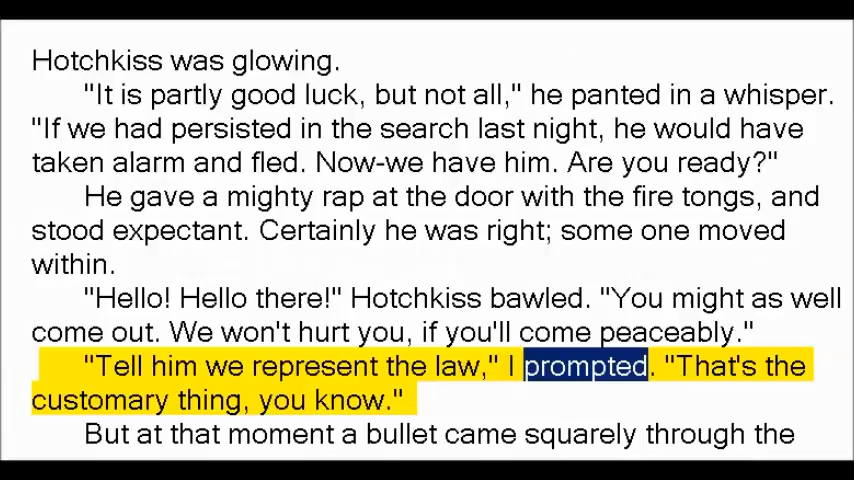 Hotchkiss was glowing.
"It is partly good luck, but not all," he panted in a whisper.
"If we had persisted in the search last night, he would have
taken alarm and fled. Now-we have him. Are you ready?"
He gave a mighty rap at the door with the fire tongs, and
stood expectant. Certainly he was right; some one moved
within.
"Hello! Hello there!" Hotchkiss bawled. "You might as well
come out. We won't hurt you, if you'll come peaceably."
"Tell him we represent the law," I prompted. "That's the
customary thing, you know."
But at that moment a bullet came squarely through the